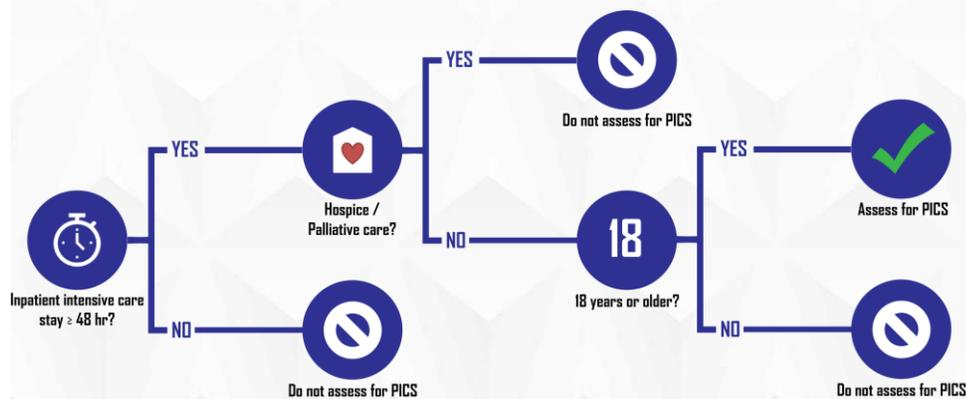 YES
Do not assess for PICS
YES
Hospice /
Palliative care?
YES
Assess for PICS
Inpatient intensive care
stay ≥ 48 hr?
NO
18
18 years or older?
NO
Do not assess for PICS
NO
Do not assess for PICS